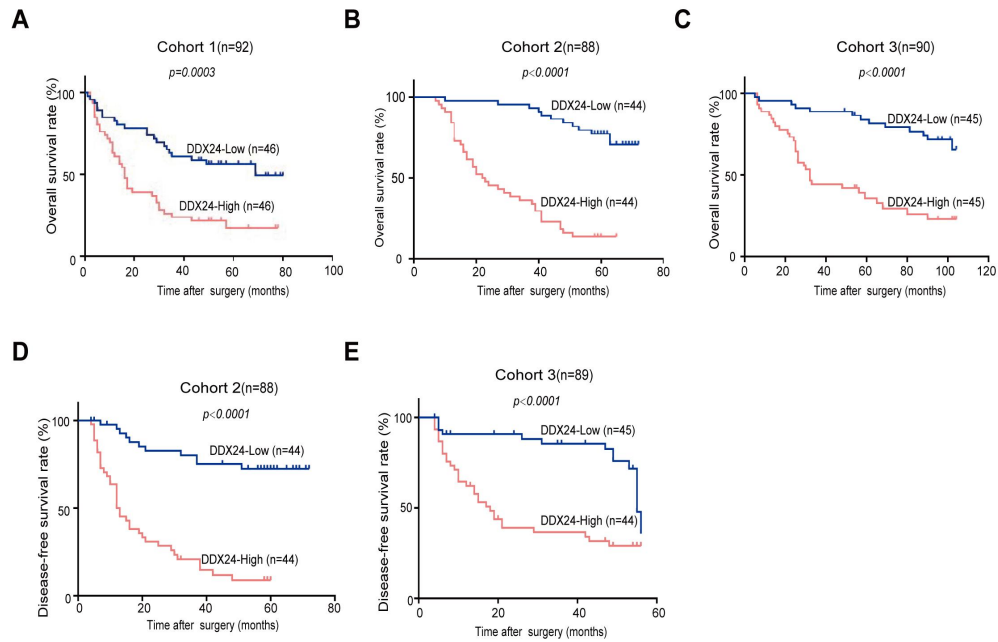 A
Cohort 1(n=92)
p=0.0003
Overall survival rate (%)
100
50
0
DDX24-Low (n=46)
DDX24-High (n=46)
0 20 40 60 80 100
Time after surgery (months)
B
Cohort 2(n=88)
p<0.0001
Overall survival rate (%)
100
50
0
DDX24-Low (n=44)
DDX24-High (n=44)
0 20 40 60 80
Time after surgery (months)
C
Cohort 3(n=90)
p<0.0001
Overall survival rate (%)
100
50
0
DDX24-Low (n=45)
DDX24-High (n=45)
0 20 40 60 80 100 120
Time after surgery (months)
D
Cohort 2(n=88)
p<0.0001
Disease-free survival rate (%)
100
50
0
DDX24-Low (n=44)
DDX24-High (n=44)
0 20 40 60 80
Time after surgery (months)
E
Cohort 3(n=89)
p<0.0001
Disease-free survival rate (%)
100
50
0
DDX24-Low (n=45)
DDX24-High (n=44)
0 20 40 60
Time after surgery (months)